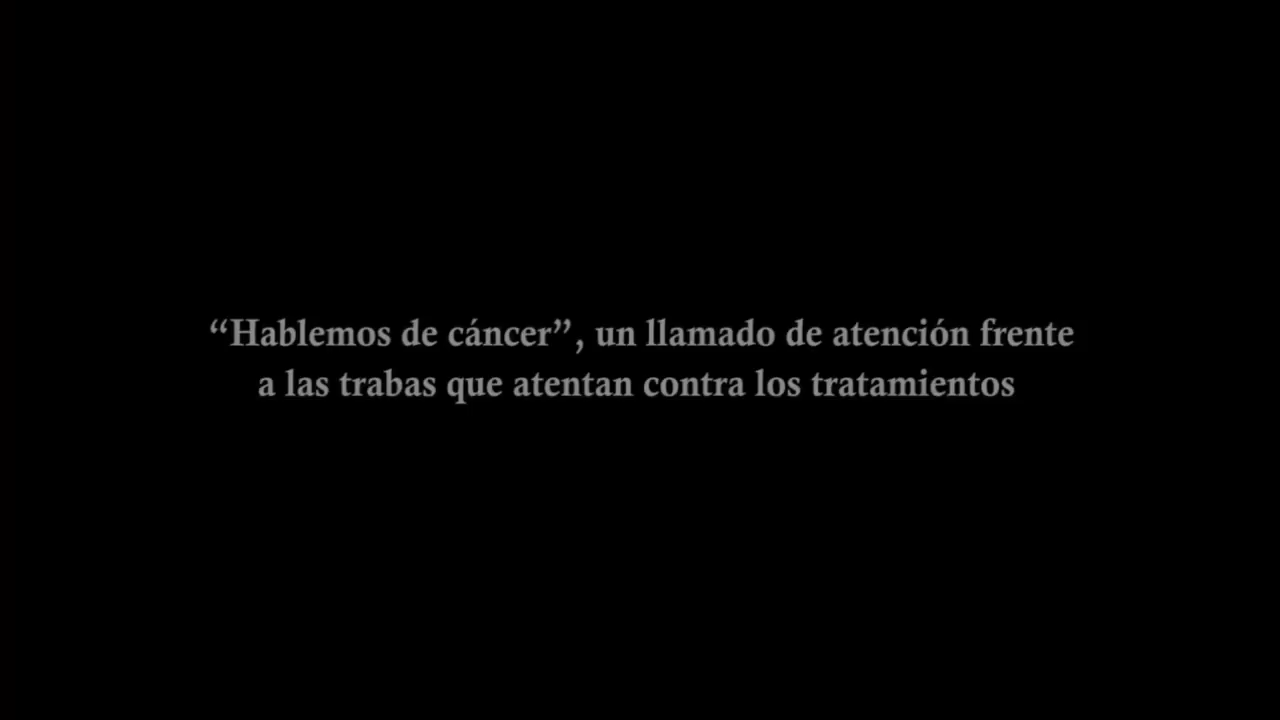 “Hablemos de cáncer”, un llamado de atención frente
a las trabas que atentan contra los tratamientos